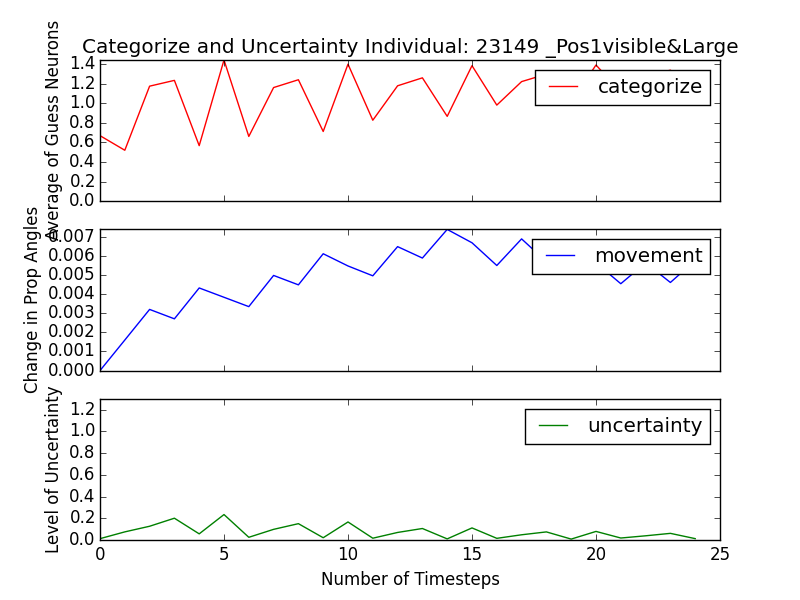 Categorize and Uncertainty Individual: 23149 _Pos1visible&Large
Average of Guess Neurons
1.4
1.2
1.0
0.8
0.6
0.4
0.2
0.0
categorize
Change in Prop Angles
0.007
0.006
0.005
0.004
0.003
0.002
0.001
0.000
movement
Level of Uncertainty
1.2
1.0
0.8
0.6
0.4
0.2
0.0
uncertainty
0 5 10 15 20 25
Number of Timesteps